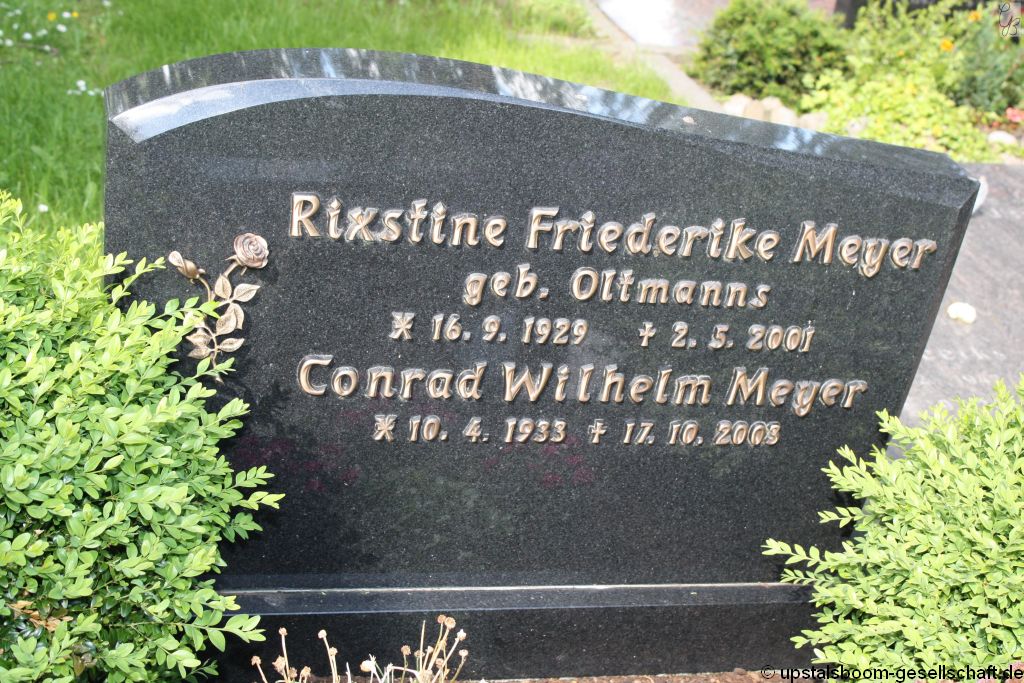 Rixstine Friederike Meyer
geb. Oltmanns
* 16. 9. 1929 † 2. 5. 2001
Conrad Wilhelm Meyer
* 10. 4. 1933 † 17. 10. 2003
© upstalsboom-gesellschaft.de